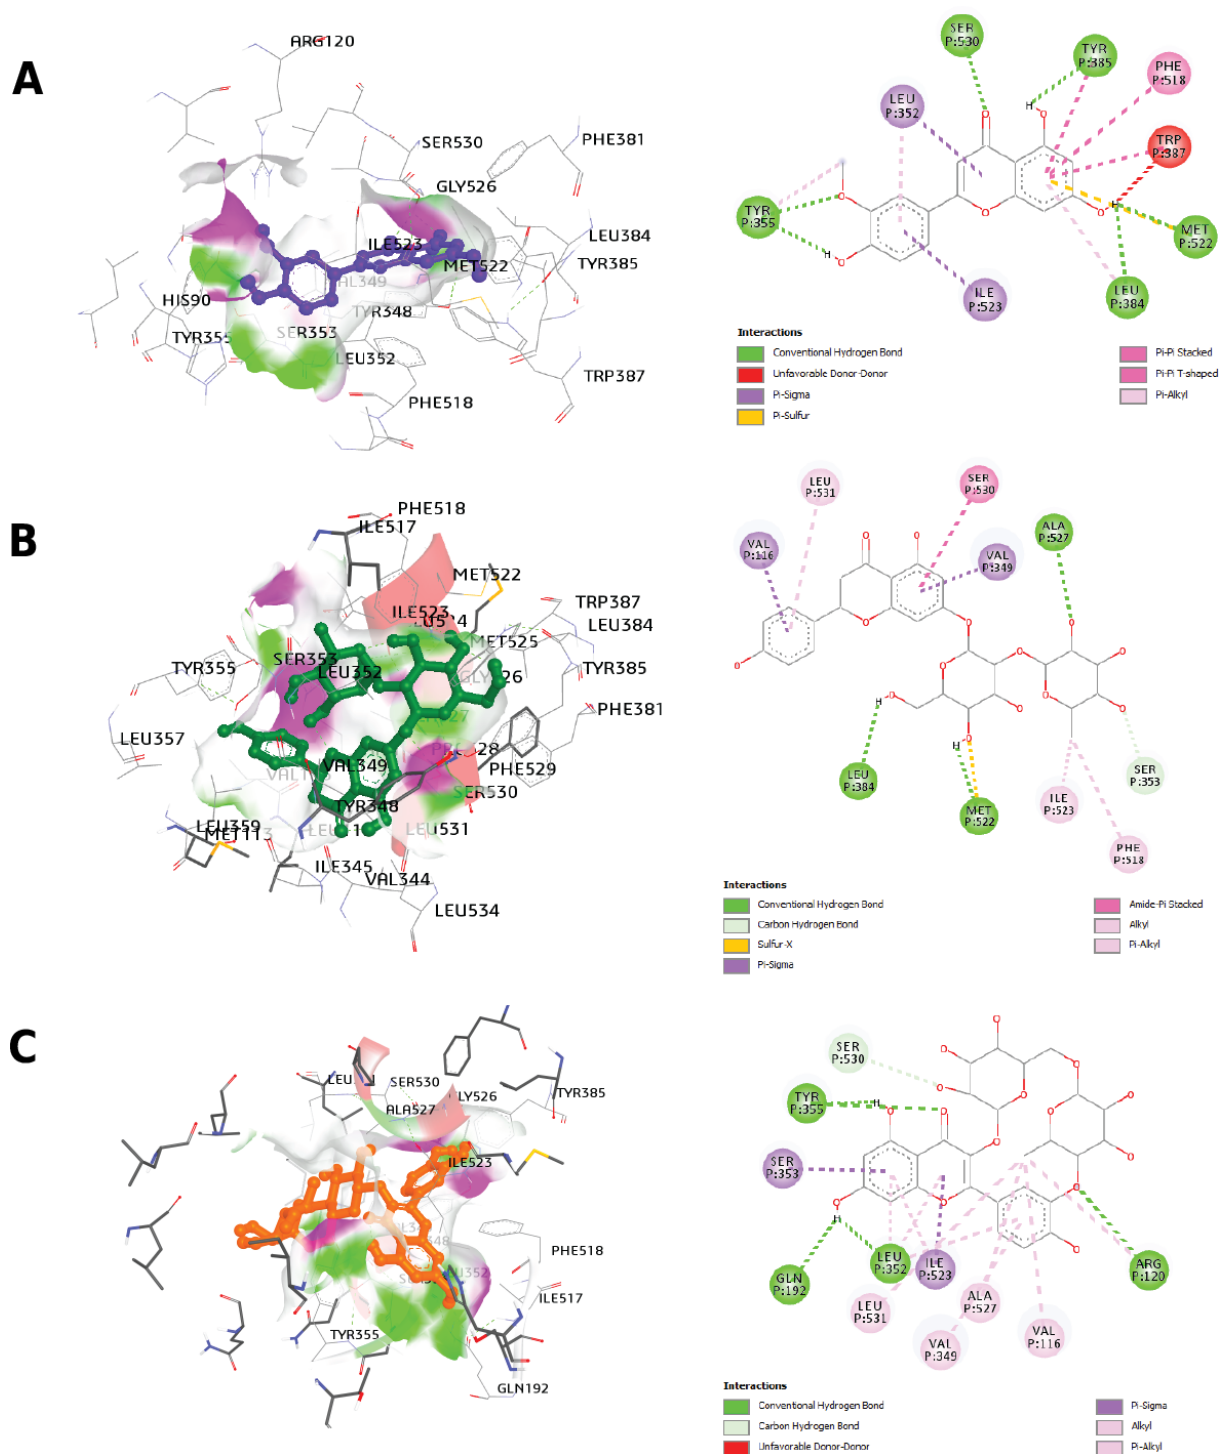 A
ARG120
SER530
PHE381
GLY526
LEU384
ILE523
MET522
TYR385
AL349
HIS90
TYR348
TYR355
SER353
LEU352
TRP387
PHE518
PHE402
SER
P:530
TYR
P:385
PHE
P:518
LEU
P:352
TRP
P:387
H
O
OH
TYR
P:355
H
O
O
O
H
MET
P:522
H
O
ILE
P:523
LEU
P:384
Interactions
Conventional Hydrogen Bond
Unfavorable Donor-Donor
Pi-Sigma
Pi-Sulfur
Pi-Pi Stacked
Pi-Pi T-shaped
Pi-Alkyl
B
PHE518
ILE517
MET522
TRP387
ILE523
LEU384
MET525
SER353
TYR355
LEU352
TYR385
PHE381
LEU357
VAL349
PHE529
SER530
TYR348
LEU359
MET113
LEU531
ILE345
VAL344
LEU534
LEU
P:531
SER
P:530
ALA
P:527
VAL
P:116
VAL
P:349
LEU
P:384
MET
P:522
ILE
P:523
SER
P:353
PHE
P:518
Interactions
Conventional Hydrogen Bond
Carbon Hydrogen Bond
Sulfur-X
Pi-Sigma
Amide-Pi Stacked
Alkyl
Pi-Alkyl
C
LEU
SER530
TYR385
ALA527
LY526
ILE523
PHE518
ILE517
TYR355
GLN192
SER
P:530
TYR
P:355
SER
P:353
GLN
P:192
LEU
P:352
ILE
P:523
ARG
P:120
LEU
P:531
ALA
P:527
VAL
P:349
VAL
P:116
Interactions
Conventional Hydrogen Bond
Carbon Hydrogen Bond
Unfavorable Donor-Donor
Pi-Sigma
Alkyl
Pi-Alkyl